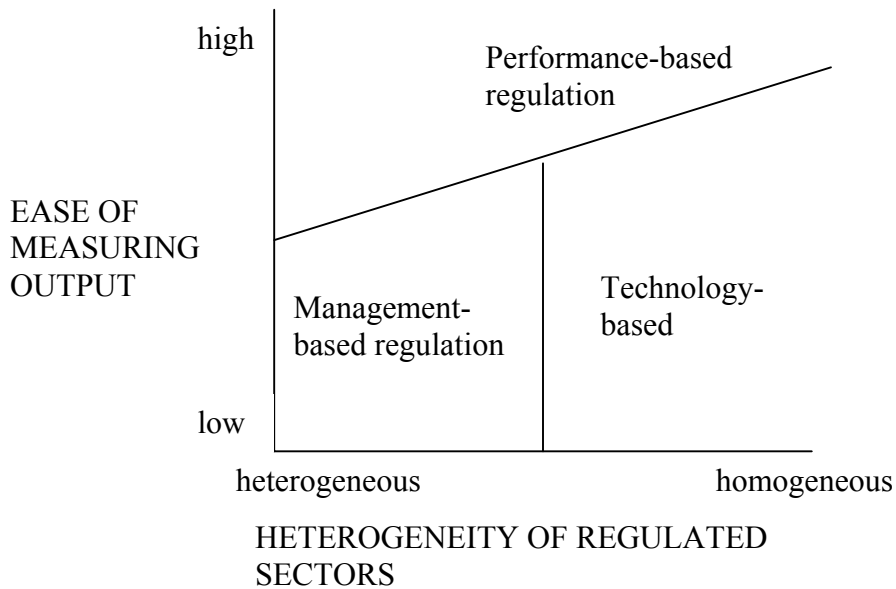 high
Performance-based
regulation
EASE OF
MEASURING
OUTPUT
Management-
based regulation
Technology-
based
low
heterogeneous
homogeneous
HETEROGENEITY OF REGULATED
SECTORS